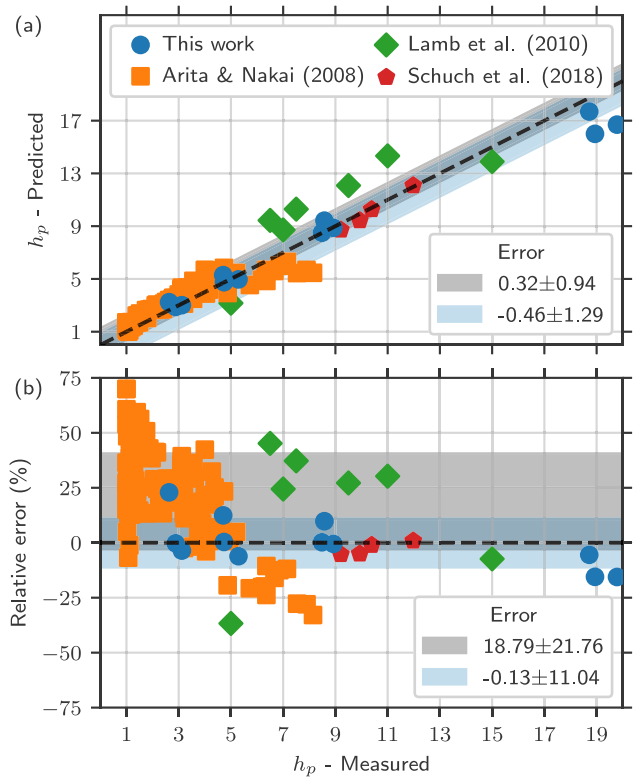 (a)
This work
Lamb et al. (2010)
Arita & Nakai (2008)
Schuch et al. (2018)
17
13
9
5
1
hₚ - Predicted
Error
0.32±0.94
-0.46±1.29
(b)
75
50
25
0
−25
−50
−75
Relative error (%)
Error
18.79±21.76
-0.13±11.04
1 3 5 7 9 11 13 15 17 19
hₚ - Measured